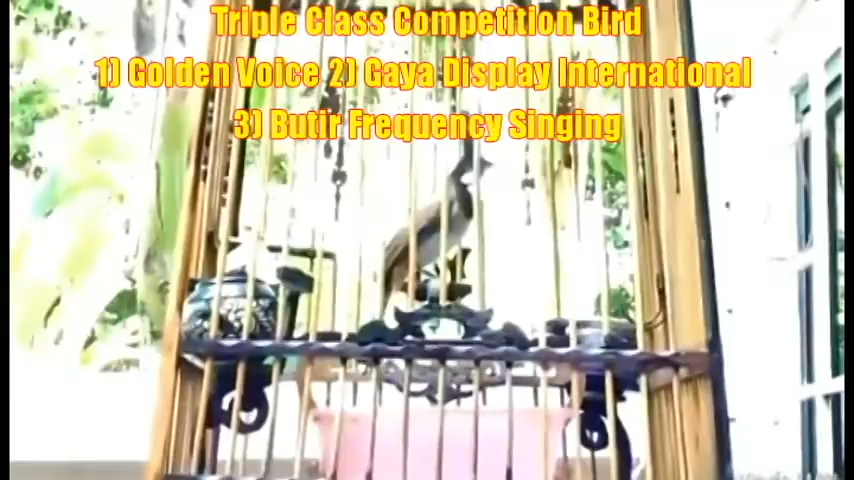 Triple Class Competition Bird
1) Golden Voice 2) Gaya Display International
3) Butir Frequency Singing